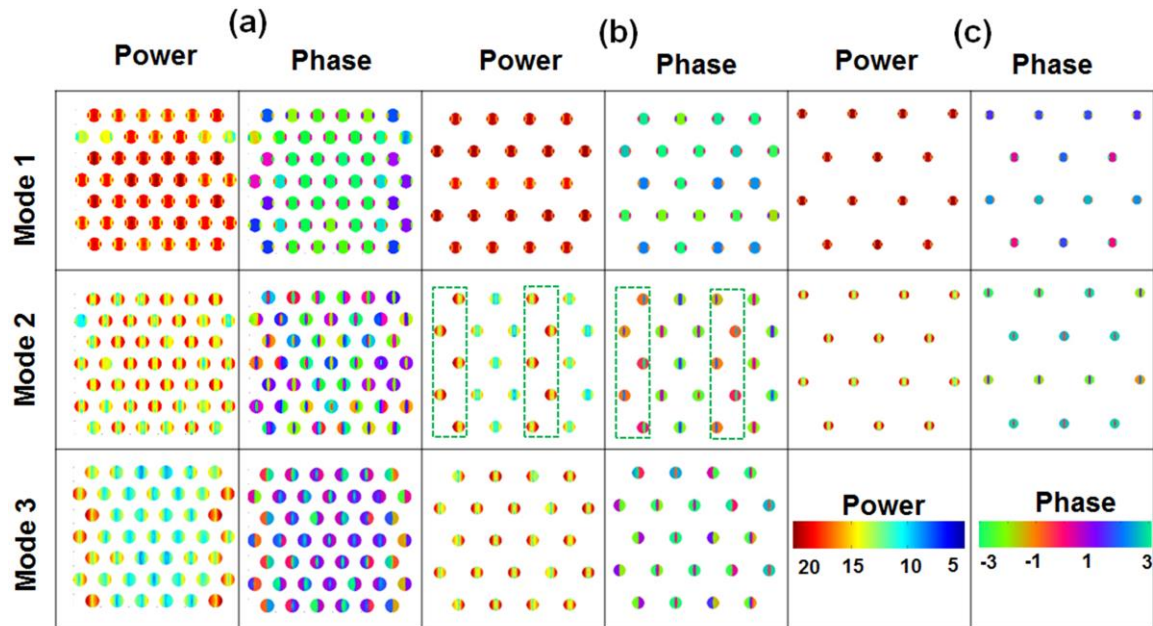 (a) (b) (c)
Power Phase Power Phase Power Phase
Mode 1
Mode 2
Mode 3
Power Phase
20 15 10 5 -3 -1 1 3